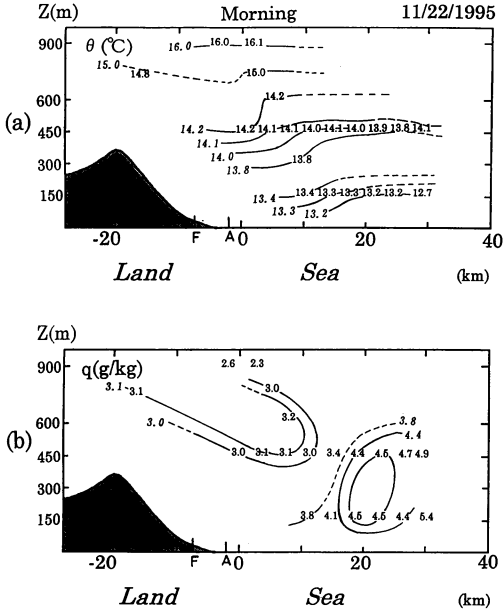 Z(m) Morning 11/22/1995
900 θ (°C) 16.0 16.0 16.1
15.0 14.8 15.0
600 14.2
(a)
450 14.2 14.2 14.1 14.1 14.0 14.1 14.0 13.9 13.8 14.1
14.1
14.0
300 13.8 13.8
150 13.4 13.4 13.3 13.3 13.2 13.2 12.7
13.3 13.2
-20 F A 0 20 40
Land Sea (km)
Z(m)
900 q(g/kg) 2.6 2.3
3.1 3.1 3.0
600 3.0 3.2 3.8
4.4
(b)
450 3.0 3.1 3.1 3.0 3.4 4.4 4.5 4.7 4.9
300
150 3.8 4.1 4.5 4.5 4.4 5.4
-20 F A 0 20 40
Land Sea (km)